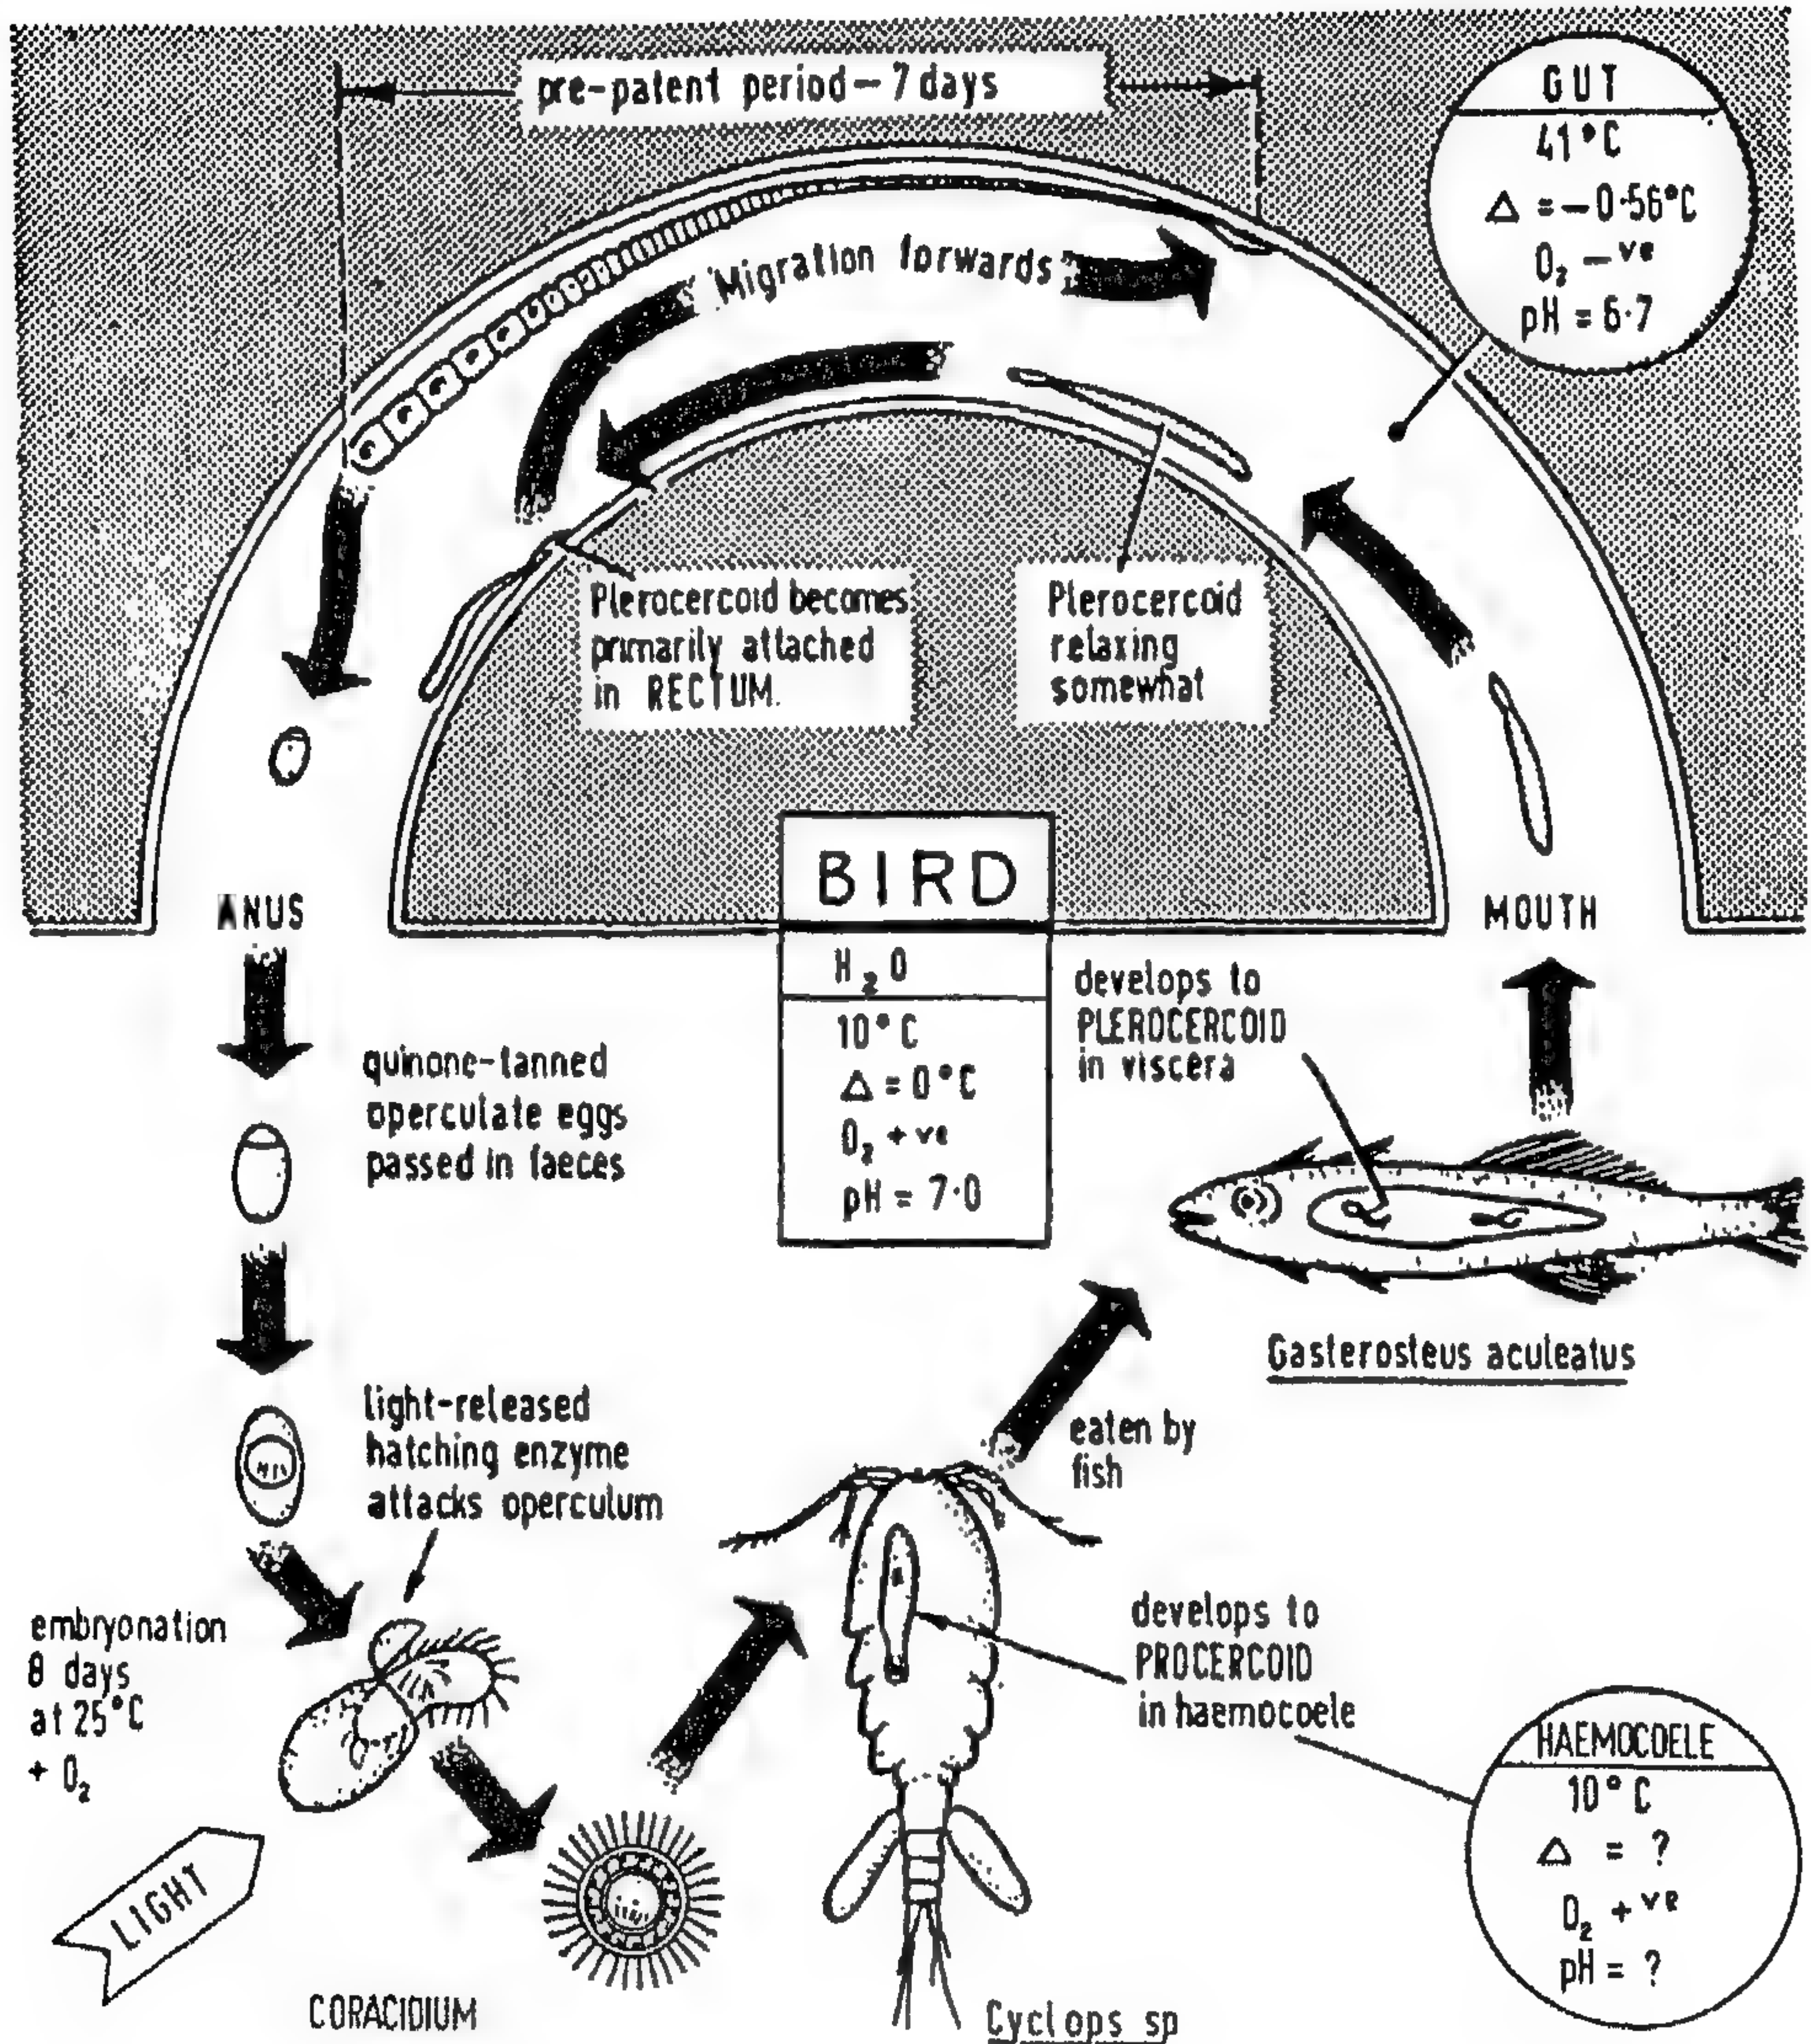 pre-patent period – 7 days
GUT
41°C
Δ = –0·56°C
O₂ –ve
pH = 6·7
Migration forwards
Plerocercoid becomes
primarily attached
in RECTUM.
Plerocercoid
relaxing
somewhat
BIRD
ANUS
MOUTH
H₂O
10°C
Δ = 0°C
O₂ +ve
pH = 7·0
develops to
PLEROCERCOID
in viscera
quinone-tanned
operculate eggs
passed in faeces
Gasterosteus aculeatus
light-released
hatching enzyme
attacks operculum
eaten by
fish
embryonation
8 days
at 25°C
+ O₂
develops to
PROCERCOID
in haemocoele
HAEMOCOELE
10°C
Δ = ?
O₂ +ve
pH = ?
LIGHT
CORACIDIUM
Cyclops sp